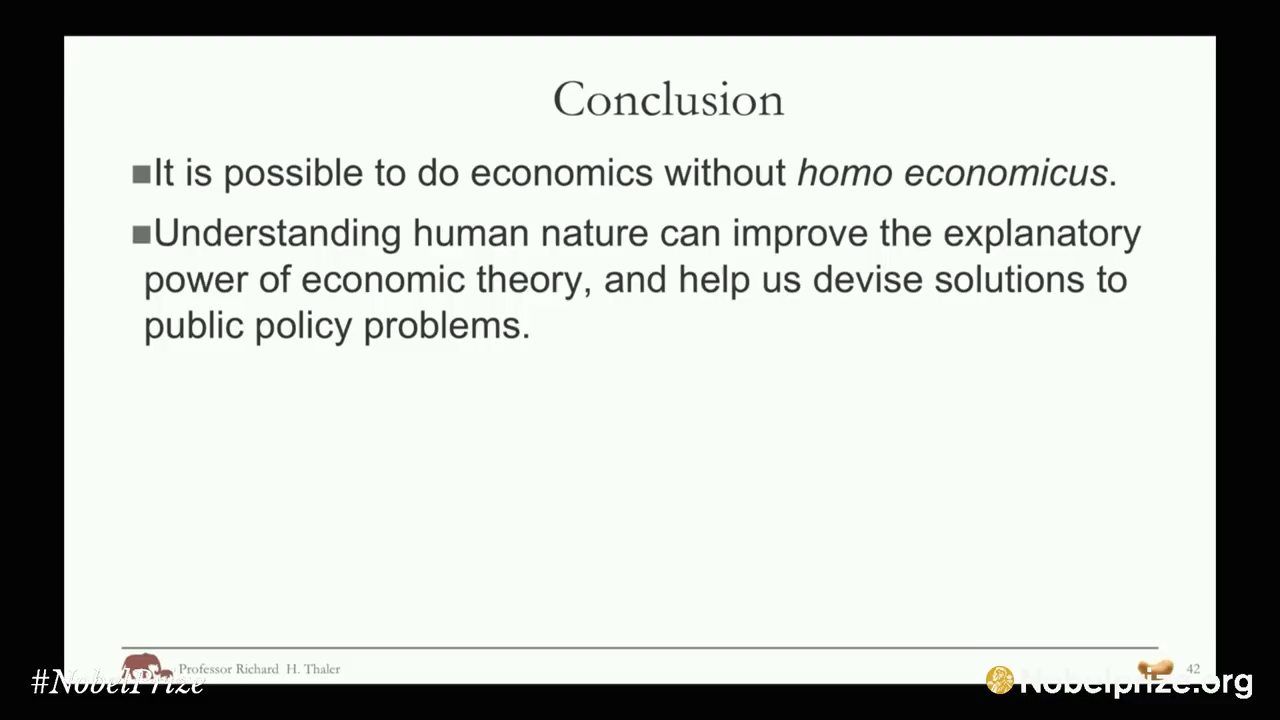 Conclusion
It is possible to do economics without homo economicus.
Understanding human nature can improve the explanatory
power of economic theory, and help us devise solutions to
public policy problems.
Professor Richard H. Thaler
42
#NobelPrize
Nobelprize.org